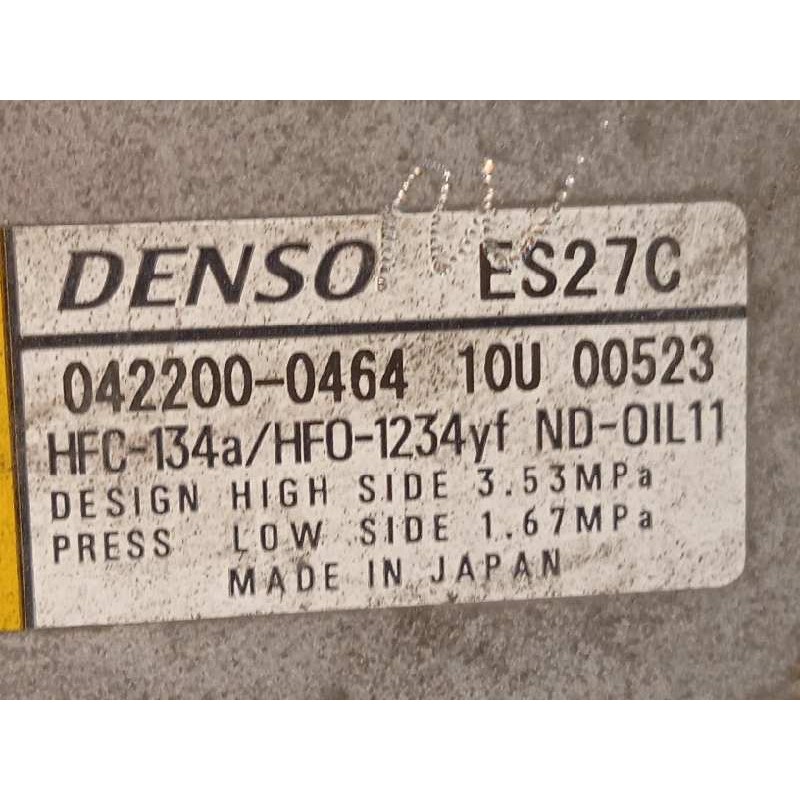 DENSO ES27C
042200-0464 10U 00523
HFC-134a/HFO-1234yf ND-OIL11
DESIGN HIGH SIDE 3.53MPa
PRESS LOW SIDE 1.67MPa
MADE IN JAPAN